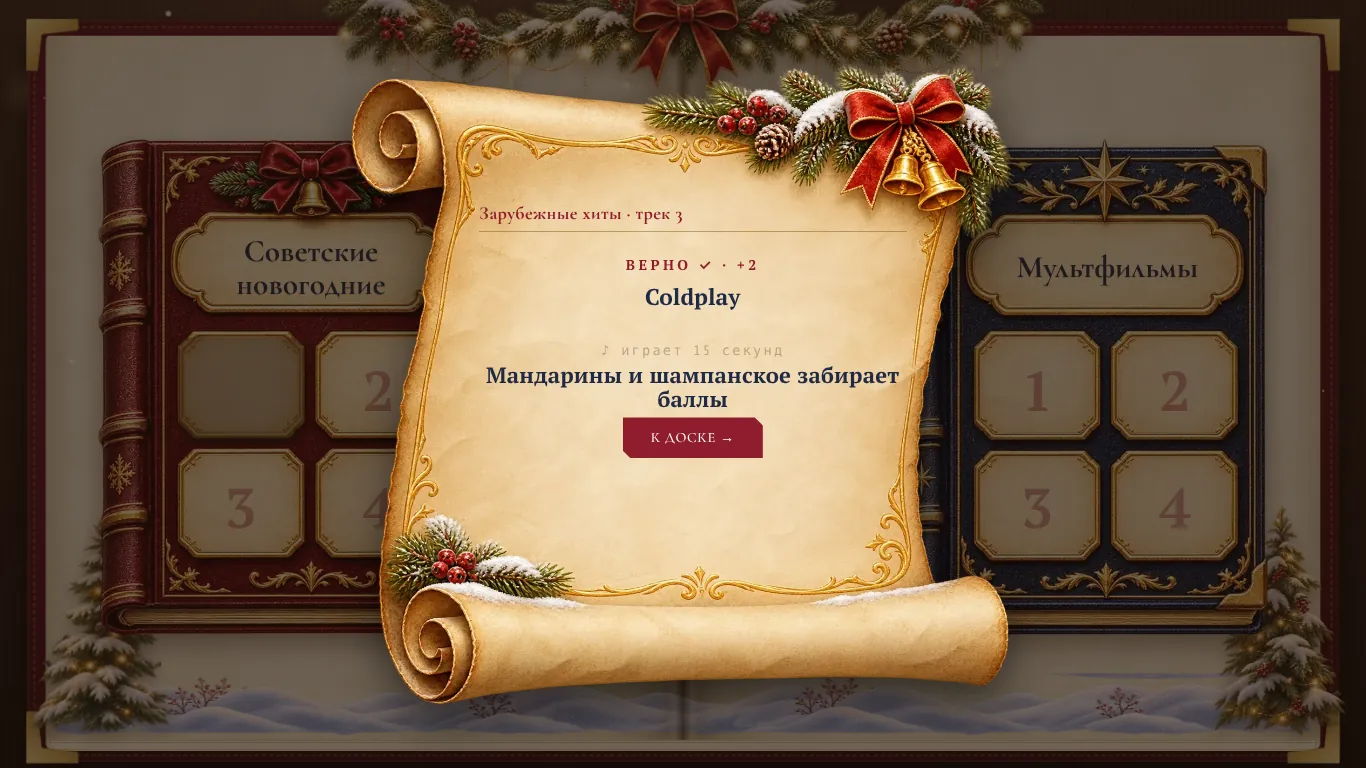 Зарубежные хиты · трек 3
ВЕРНО ✓ · +2
Coldplay
♪ играет 15 секунд
Мандарины и шампанское забирает
баллы
К ДОСКЕ →
Советские
новогодние
2
3
4
Мультфильмы
1
2
3
4